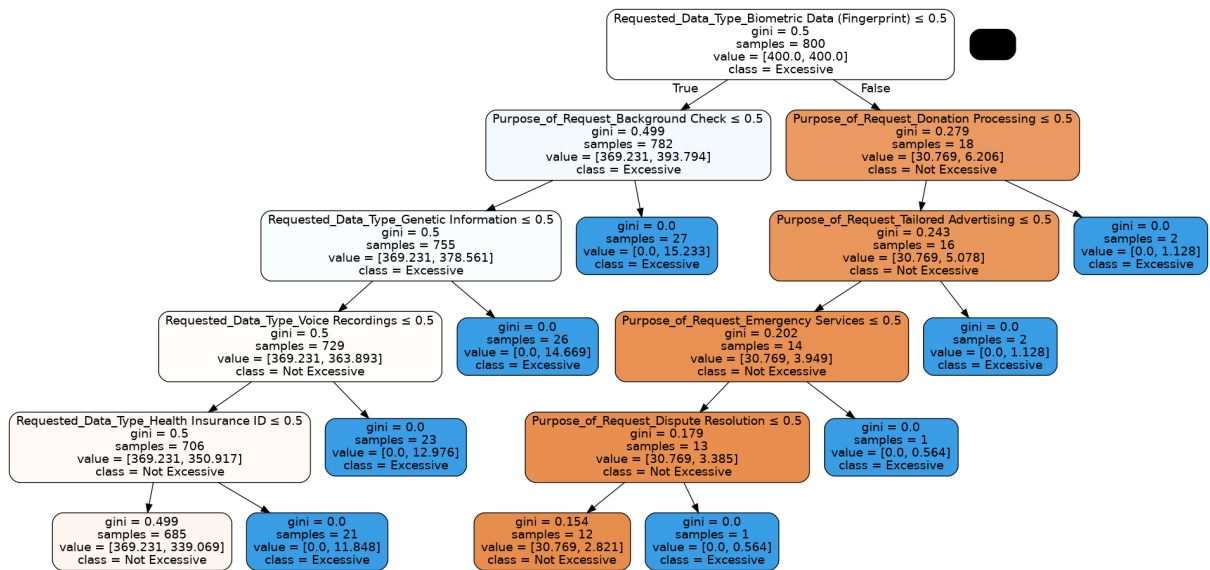 Requested_Data_Type_Biometric Data (Fingerprint) ≤ 0.5
gini = 0.5
samples = 800
value = [400.0, 400.0]
class = Excessive
True
False
Purpose_of_Request_Background Check ≤ 0.5
gini = 0.499
samples = 782
value = [369.231, 393.794]
class = Excessive
Purpose_of_Request_Donation Processing ≤ 0.5
gini = 0.279
samples = 18
value = [30.769, 6.206]
class = Not Excessive
Requested_Data_Type_Genetic Information ≤ 0.5
gini = 0.5
samples = 755
value = [369.231, 378.561]
class = Excessive
gini = 0.0
samples = 27
value = [0.0, 15.233]
class = Excessive
Purpose_of_Request_Tailored Advertising ≤ 0.5
gini = 0.243
samples = 16
value = [30.769, 5.078]
class = Not Excessive
gini = 0.0
samples = 2
value = [0.0, 1.128]
class = Excessive
Requested_Data_Type_Voice Recordings ≤ 0.5
gini = 0.5
samples = 729
value = [369.231, 363.893]
class = Not Excessive
gini = 0.0
samples = 26
value = [0.0, 14.669]
class = Excessive
Purpose_of_Request_Emergency Services ≤ 0.5
gini = 0.202
samples = 14
value = [30.769, 3.949]
class = Not Excessive
gini = 0.0
samples = 2
value = [0.0, 1.128]
class = Excessive
Requested_Data_Type_Health Insurance ID ≤ 0.5
gini = 0.5
samples = 706
value = [369.231, 350.917]
class = Not Excessive
gini = 0.0
samples = 23
value = [0.0, 12.976]
class = Excessive
Purpose_of_Request_Dispute Resolution ≤ 0.5
gini = 0.179
samples = 13
value = [30.769, 3.385]
class = Not Excessive
gini = 0.0
samples = 1
value = [0.0, 0.564]
class = Excessive
gini = 0.499
samples = 685
value = [369.231, 339.069]
class = Not Excessive
gini = 0.0
samples = 21
value = [0.0, 11.848]
class = Excessive
gini = 0.154
samples = 12
value = [30.769, 2.821]
class = Not Excessive
gini = 0.0
samples = 1
value = [0.0, 0.564]
class = Excessive